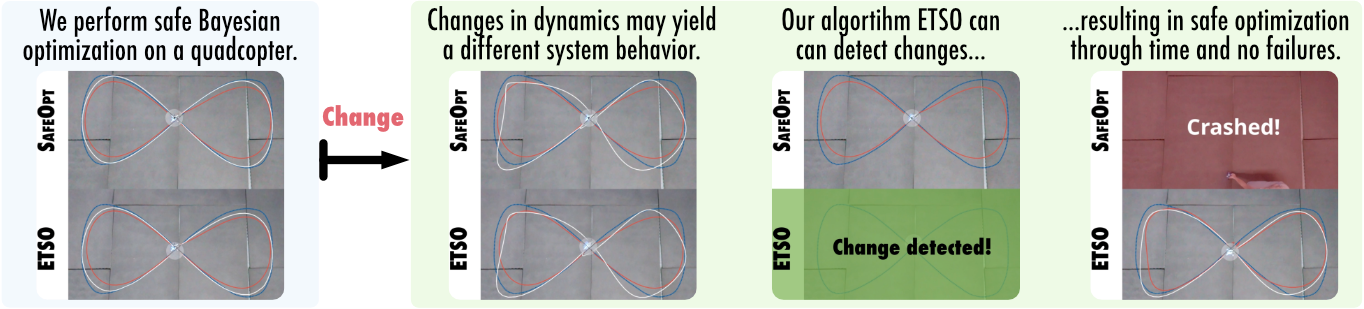 We perform safe Bayesian
optimization on a quadcopter.
SAFEOPT
ETSO
Change
Changes in dynamics may yield
a different system behavior.
SAFEOPT
ETSO
Our algortihm ETSO can
can detect changes...
SAFEOPT
ETSO
Change detected!
...resulting in safe optimization
through time and no failures.
SAFEOPT
Crashed!
ETSO